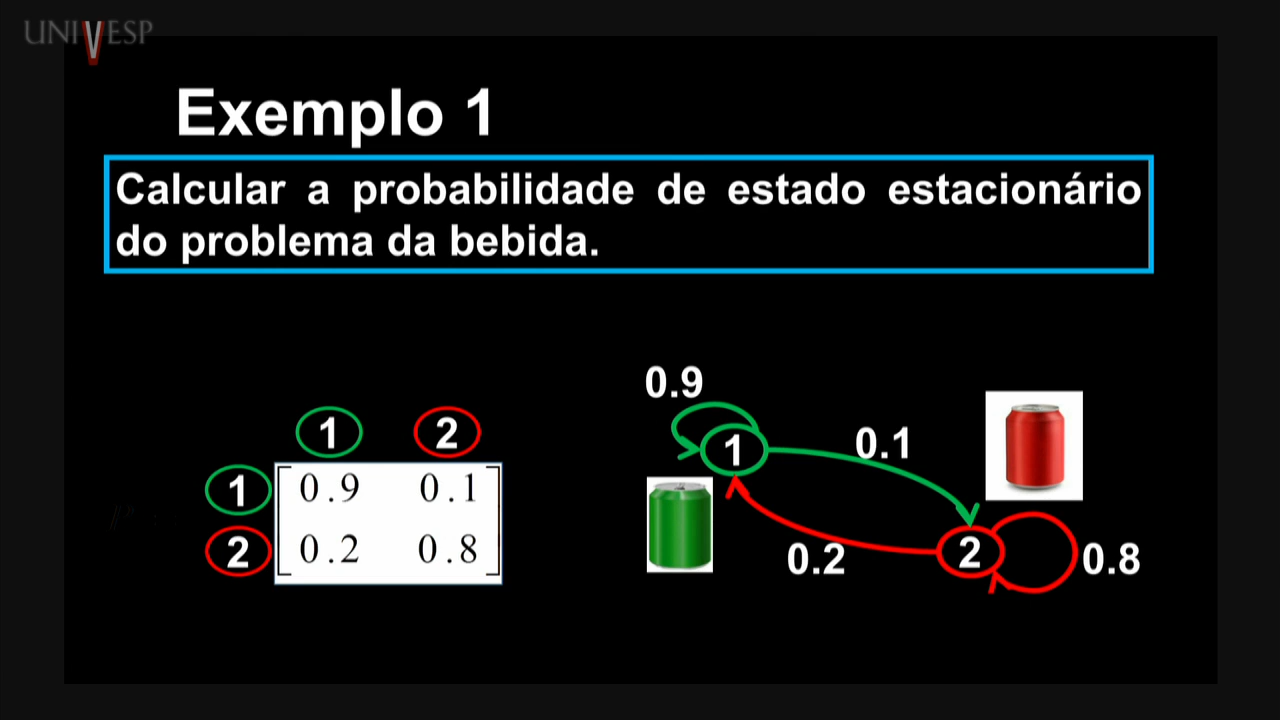 UNIVESP
Exemplo 1
Calcular a probabilidade de estado estacionário
do problema da bebida.
0.9
1 2
1 0.1
1 0.9 0.1
2 0.2 0.8
0.2 2 0.8